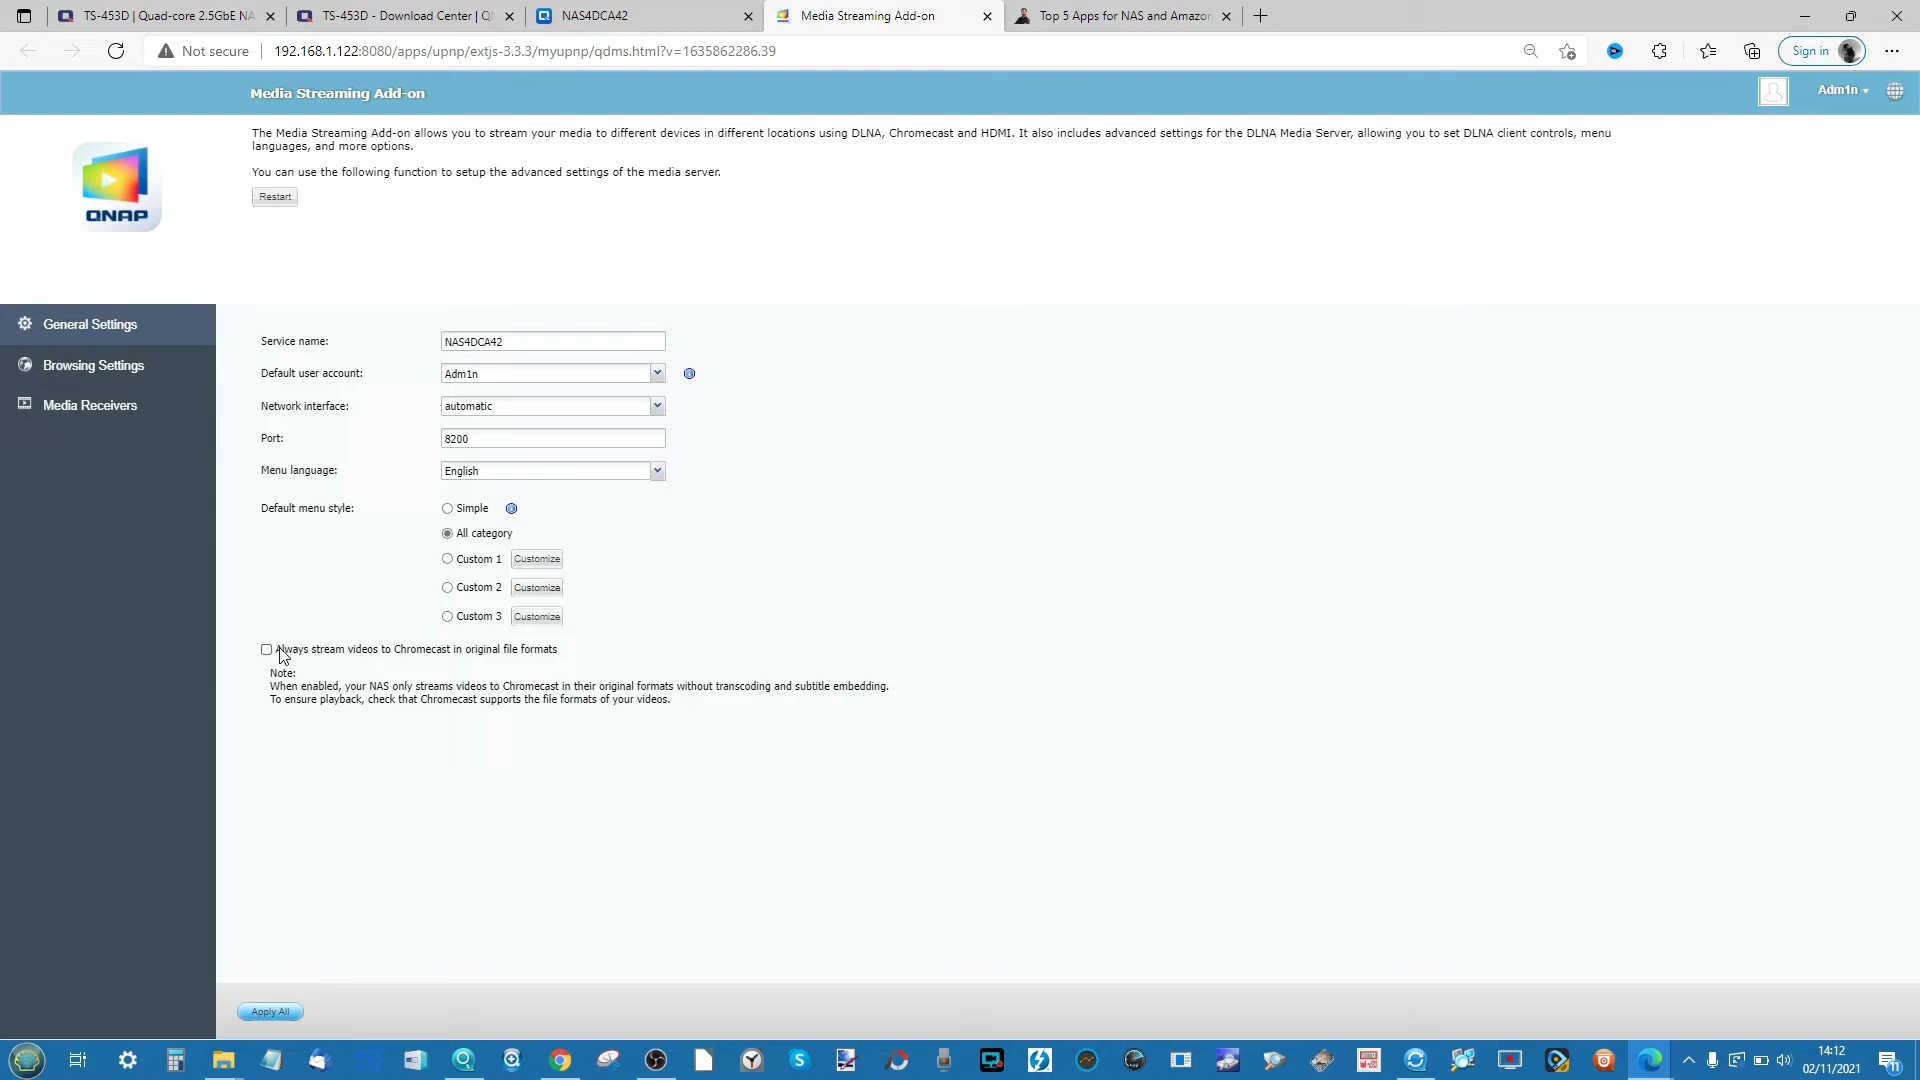 TS-453D | Quad-core 2.5GbE NA
TS-453D - Download Center | Q
NAS4DCA42
Media Streaming Add-on
Top 5 Apps for NAS and Amazon
Not secure
192.168.1.122:8080/apps/upnp/extjs-3.3.3/myupnp/qdms.html?v=1635862286.39
Sign in
Media Streaming Add-on
Adm1n
The Media Streaming Add-on allows you to stream your media to different devices in different locations using DLNA, Chromecast and HDMI. It also includes advanced settings for the DLNA Media Server, allowing you to set DLNA client controls, menu
languages, and more options.
You can use the following function to setup the advanced settings of the media server.
Restart
QNAP
General Settings
Browsing Settings
Media Receivers
Service name: NAS4DCA42
Default user account: Adm1n
Network interface: automatic
Port: 8200
Menu language: English
Default menu style: Simple
All category
Custom 1 Customize
Custom 2 Customize
Custom 3 Customize
Always stream videos to Chromecast in original file formats
Note:
When enabled, your NAS only streams videos to Chromecast in their original formats without transcoding and subtitle embedding.
To ensure playback, check that Chromecast supports the file formats of your videos.
Apply All
14:12
02/11/2021
11